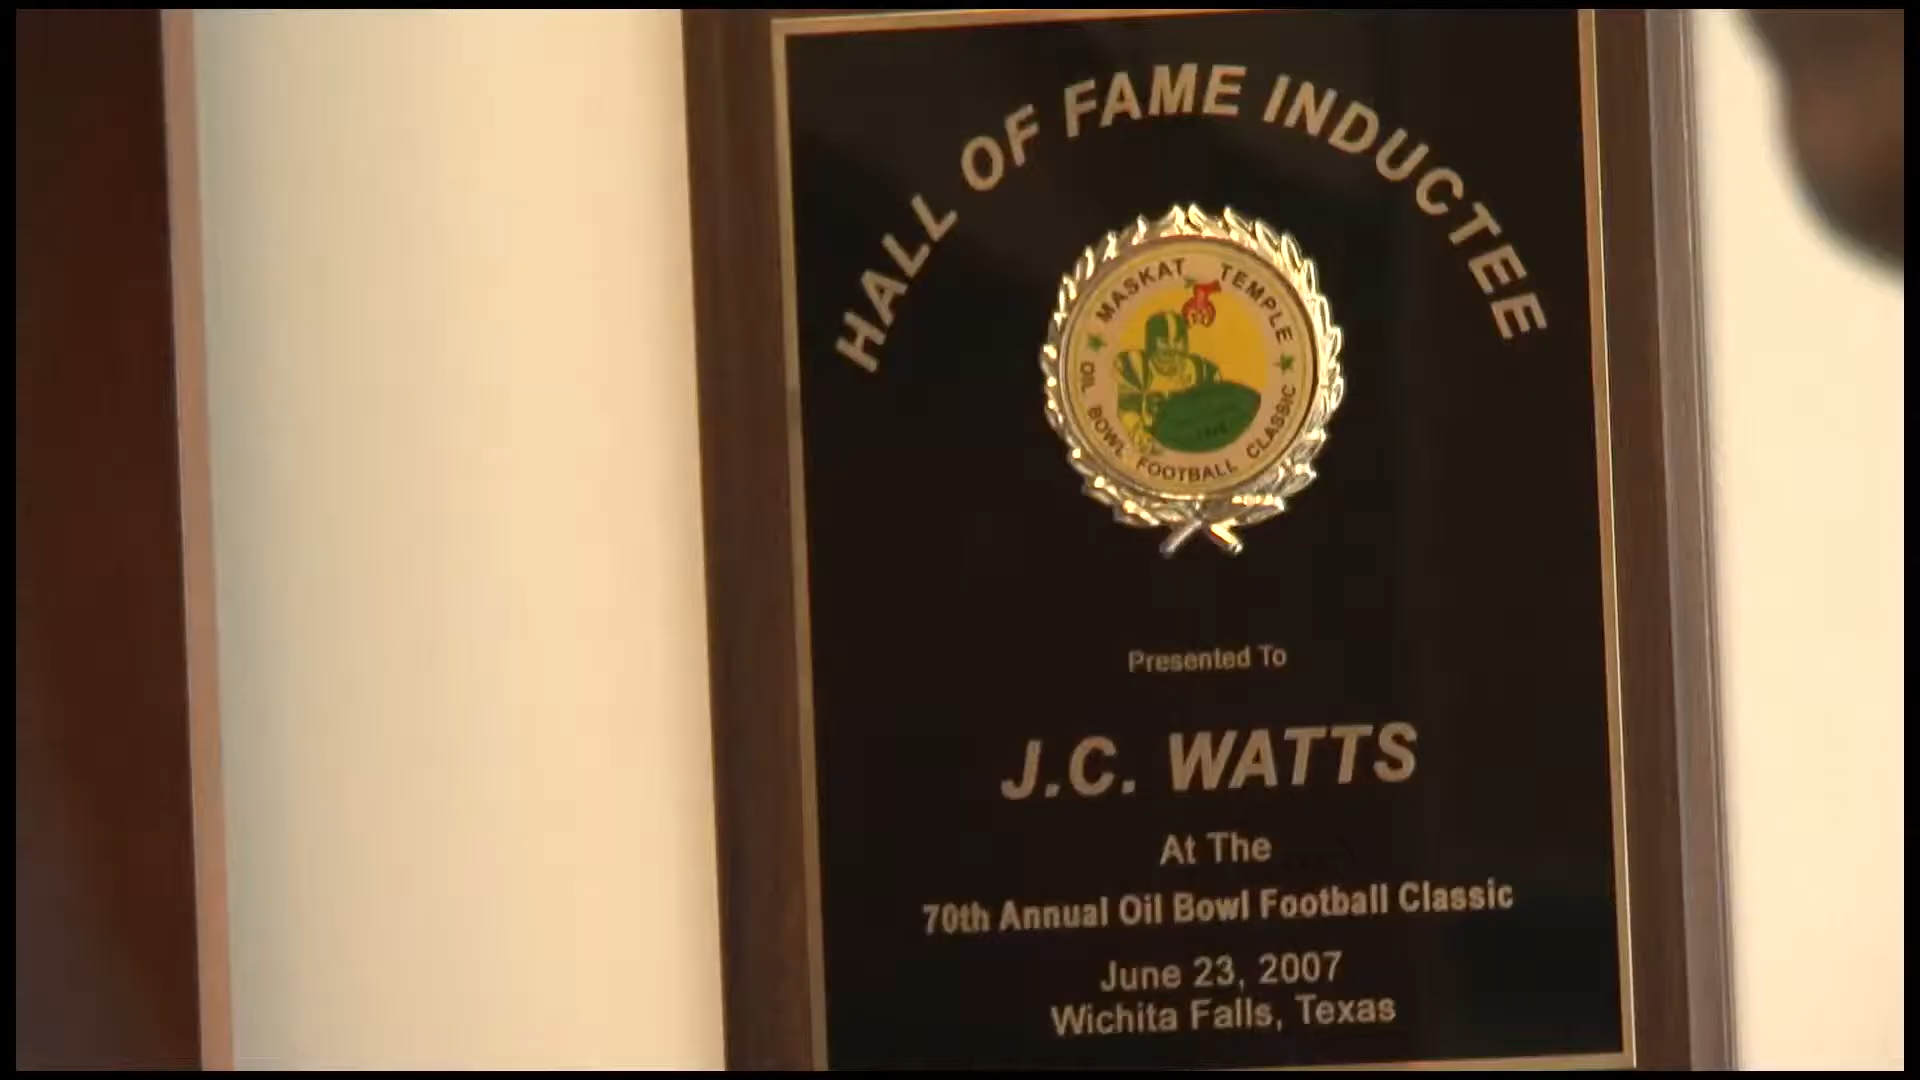 HALL OF FAME INDUCTEE
MASKAT TEMPLE
OIL BOWL FOOTBALL CLASSIC
Presented To
J.C. WATTS
At The
70th Annual Oil Bowl Football Classic
June 23, 2007
Wichita Falls, Texas